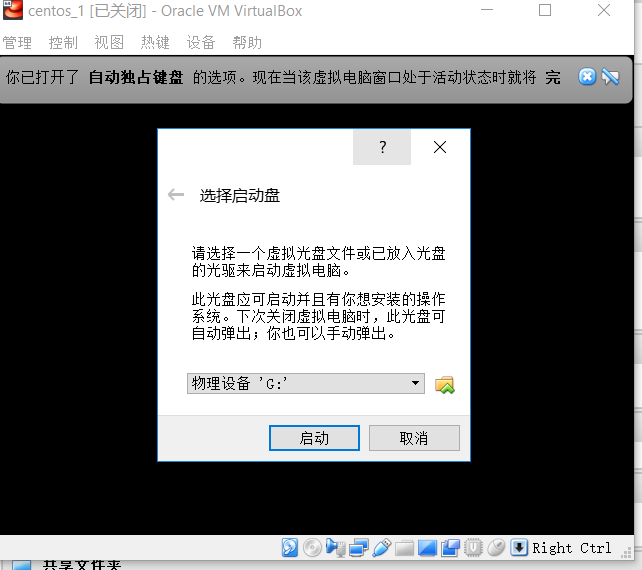 centos_1 [已关闭] - Oracle VM VirtualBox
管理 控制 视图 热键 设备 帮助
你已打开了 自动独占键盘 的选项。现在当该虚拟电脑窗口处于活动状态时就将 完
?
选择启动盘
请选择一个虚拟光盘文件或已放入光盘
的光驱来启动虚拟电脑。
此光盘应可启动并且有你想安装的操作
系统。下次关闭虚拟电脑时，此光盘可
自动弹出；你也可以手动弹出。
物理设备 'G:'
启动 取消
Right Ctrl
共享文件夹